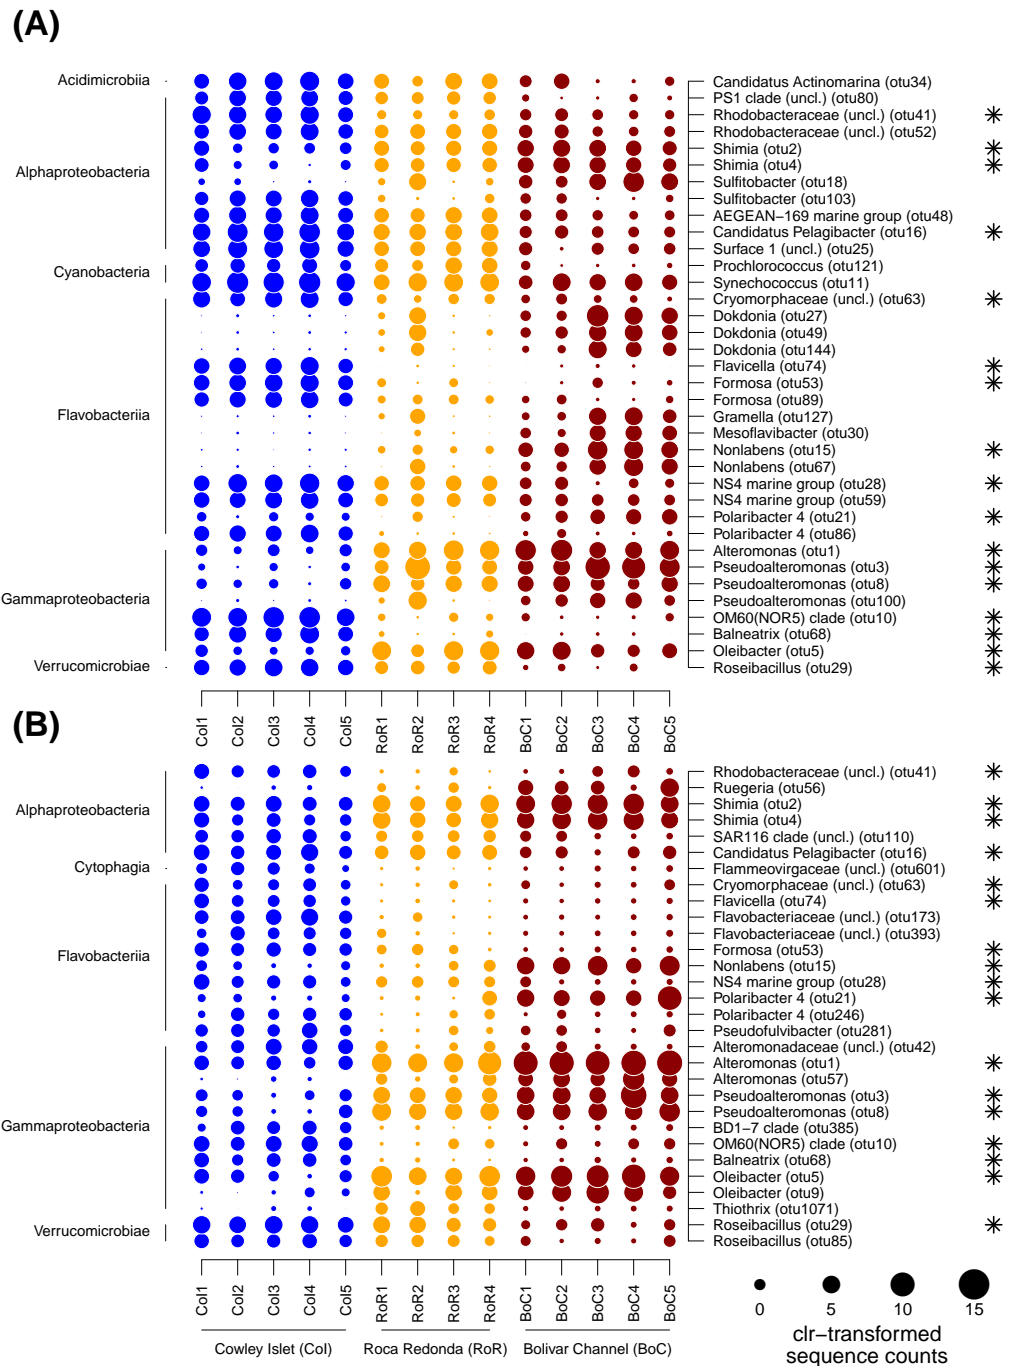 (A)
Acidimicrobiia
Alphaproteobacteria
Cyanobacteria
Flavobacteriia
Gammaproteobacteria
Verrucomicrobiae
Candidatus Actinomarina (otu34)
PS1 clade (uncl.) (otu80)
Rhodobacteraceae (uncl.) (otu41)
Rhodobacteraceae (uncl.) (otu52)
Shimia (otu2)
Shimia (otu4)
Sulfitobacter (otu18)
Sulfitobacter (otu103)
AEGEAN−169 marine group (otu48)
Candidatus Pelagibacter (otu16)
Surface 1 (uncl.) (otu25)
Prochlorococcus (otu121)
Synechococcus (otu11)
Cryomorphaceae (uncl.) (otu63)
Dokdonia (otu27)
Dokdonia (otu49)
Dokdonia (otu144)
Flavicella (otu74)
Formosa (otu53)
Formosa (otu89)
Gramella (otu127)
Mesoflavibacter (otu30)
Nonlabens (otu15)
Nonlabens (otu67)
NS4 marine group (otu28)
NS4 marine group (otu59)
Polaribacter 4 (otu21)
Polaribacter 4 (otu86)
Alteromonas (otu1)
Pseudoalteromonas (otu3)
Pseudoalteromonas (otu8)
Pseudoalteromonas (otu100)
OM60(NOR5) clade (otu10)
Balneatrix (otu68)
Oleibacter (otu5)
Roseibacillus (otu29)
CoI1 CoI2 CoI3 CoI4 CoI5 RoR1 RoR2 RoR3 RoR4 BoC1 BoC2 BoC3 BoC4 BoC5
(B)
Alphaproteobacteria
Cytophagia
Flavobacteriia
Gammaproteobacteria
Verrucomicrobiae
Rhodobacteraceae (uncl.) (otu41)
Ruegeria (otu56)
Shimia (otu2)
Shimia (otu4)
SAR116 clade (uncl.) (otu110)
Candidatus Pelagibacter (otu16)
Flammeovirgaceae (uncl.) (otu601)
Cryomorphaceae (uncl.) (otu63)
Flavicella (otu74)
Flavobacteriaceae (uncl.) (otu173)
Flavobacteriaceae (uncl.) (otu393)
Formosa (otu53)
Nonlabens (otu15)
NS4 marine group (otu28)
Polaribacter 4 (otu21)
Polaribacter 4 (otu246)
Pseudofulvibacter (otu281)
Alteromonadaceae (uncl.) (otu42)
Alteromonas (otu1)
Alteromonas (otu57)
Pseudoalteromonas (otu3)
Pseudoalteromonas (otu8)
BD1−7 clade (otu385)
OM60(NOR5) clade (otu10)
Balneatrix (otu68)
Oleibacter (otu5)
Oleibacter (otu9)
Thiothrix (otu1071)
Roseibacillus (otu29)
Roseibacillus (otu85)
CoI1 CoI2 CoI3 CoI4 CoI5 RoR1 RoR2 RoR3 RoR4 BoC1 BoC2 BoC3 BoC4 BoC5
Cowley Islet (CoI) Roca Redonda (RoR) Bolivar Channel (BoC)
0 5 10 15
clr−transformed
sequence counts